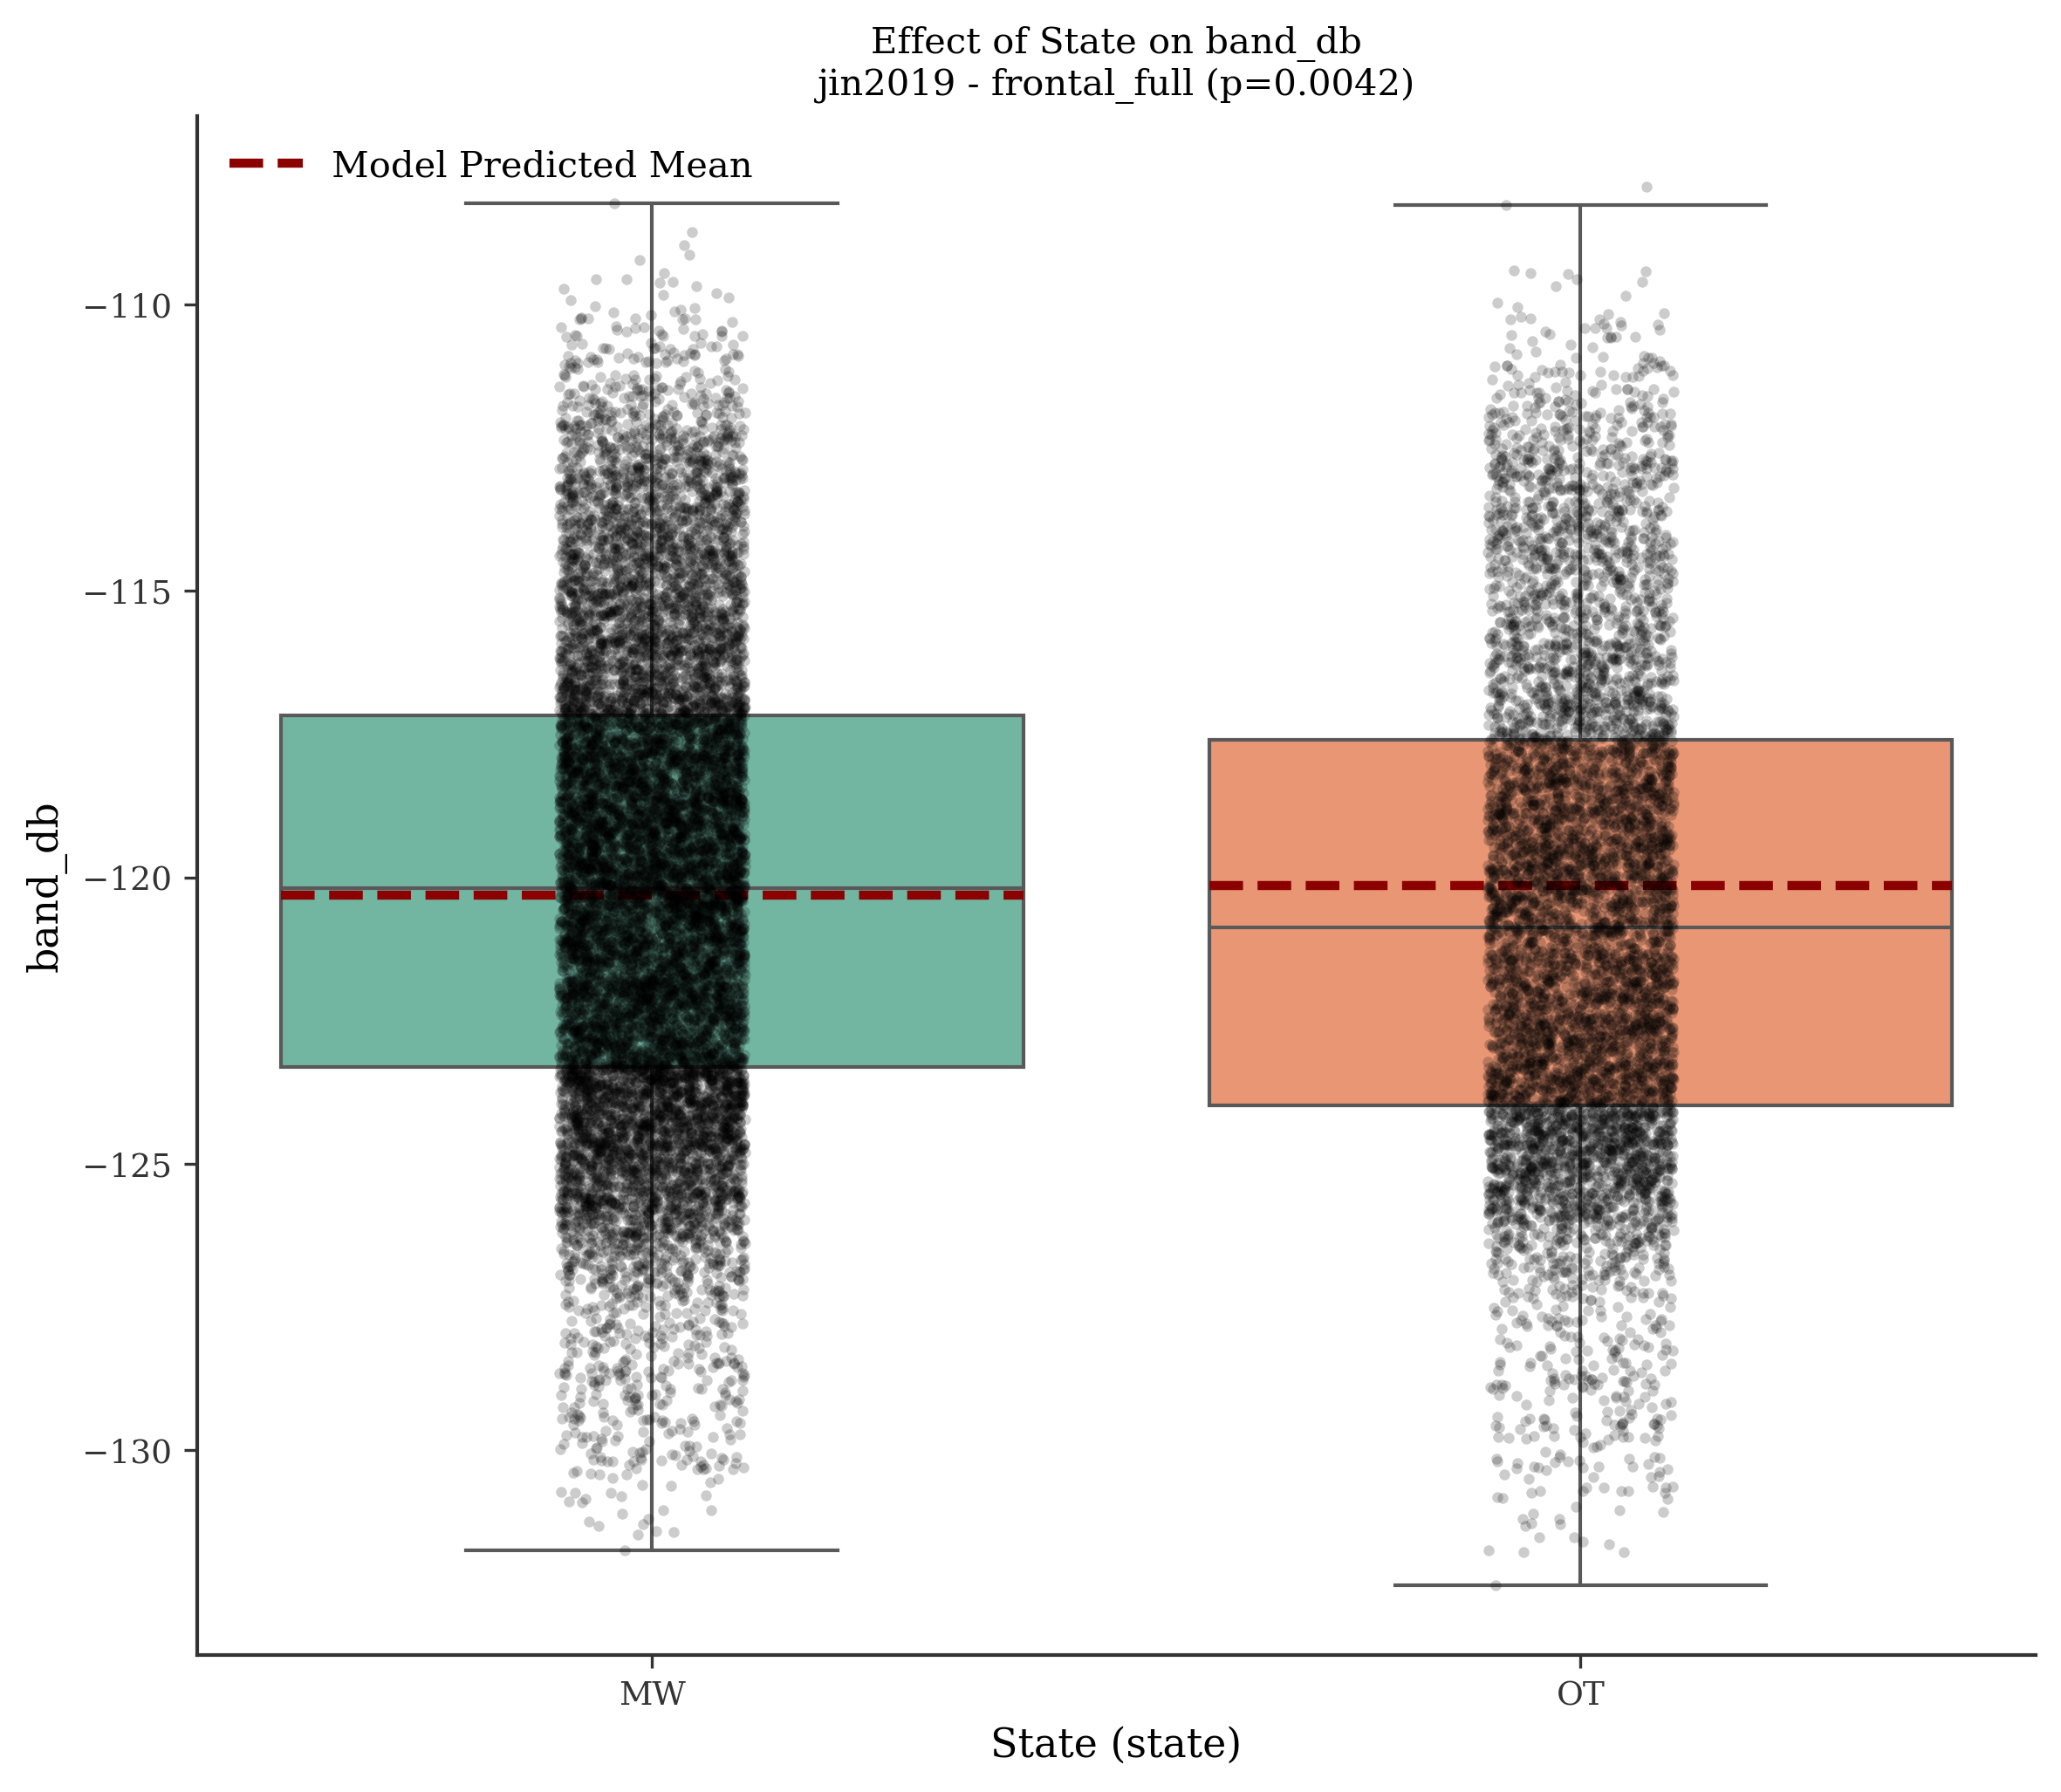 Effect of State on band_db
jin2019 - frontal_full (p=0.0042)
Model Predicted Mean
−110
−115
−120
−125
−130
band_db
MW
OT
State (state)